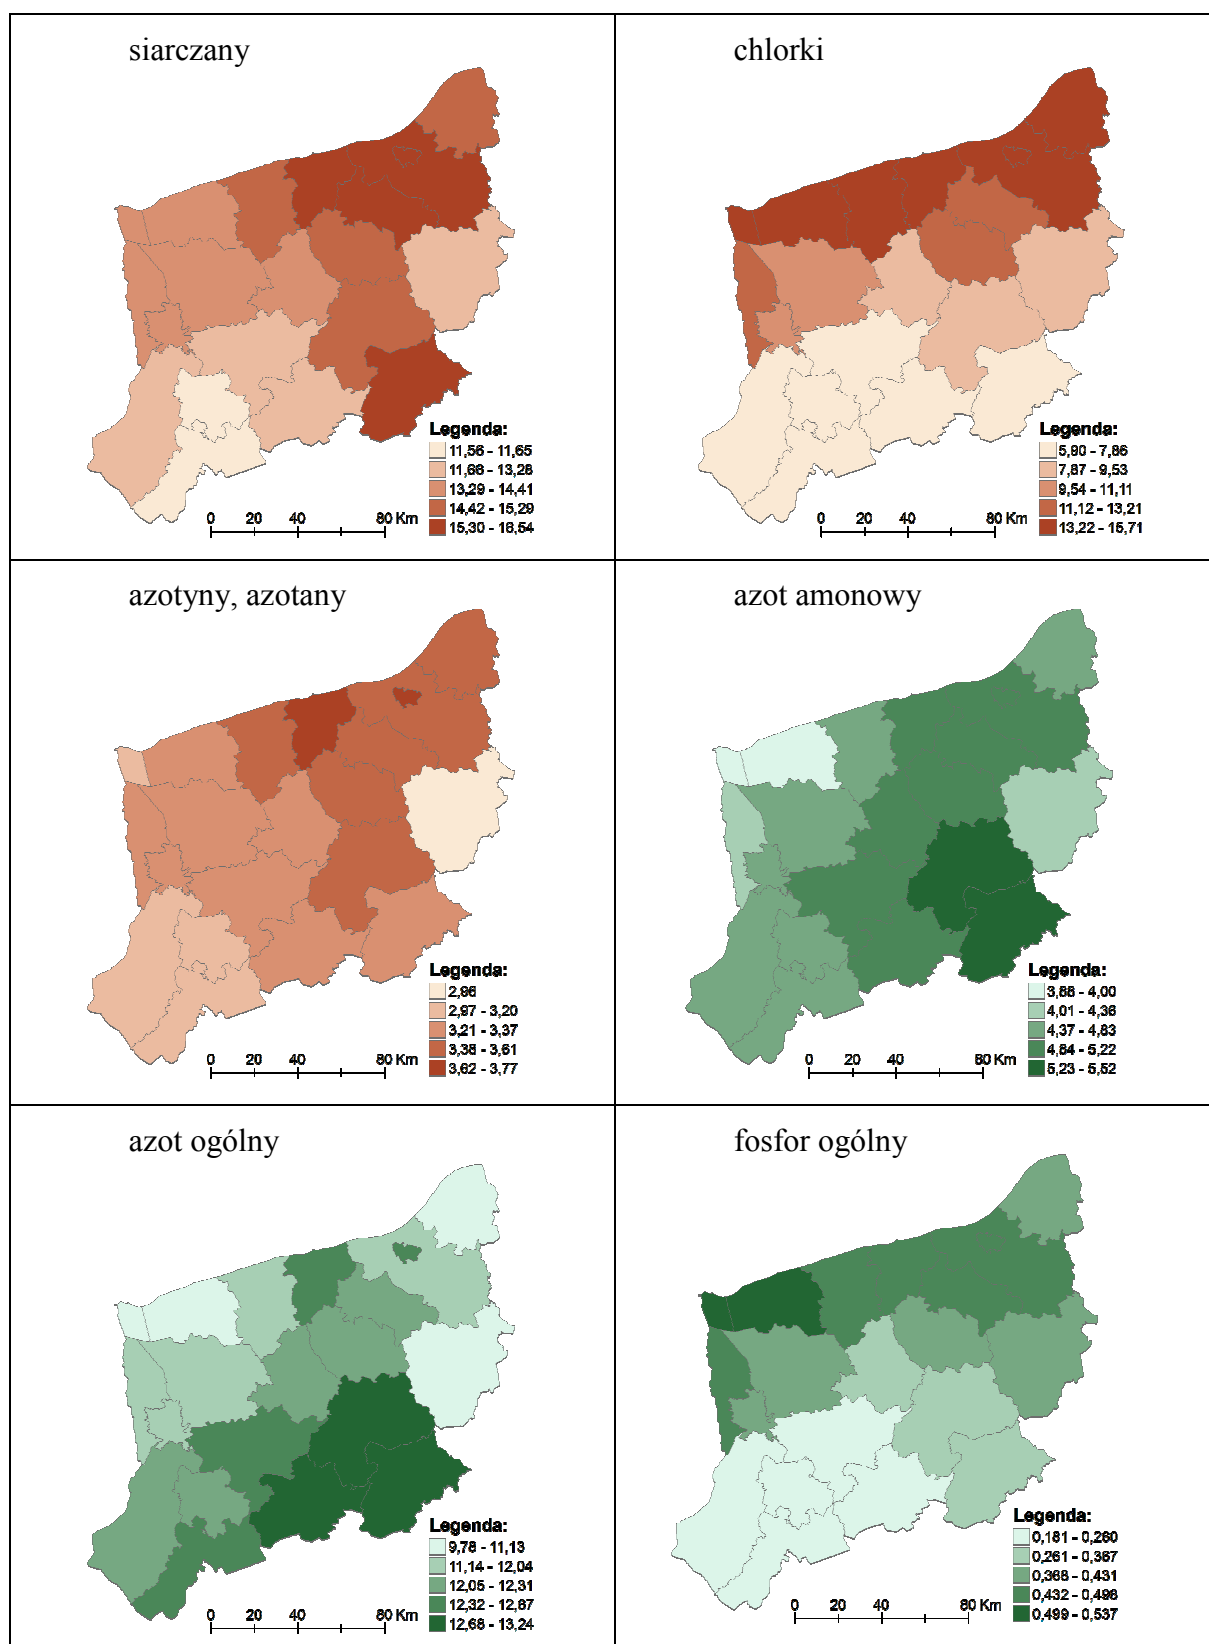 siarczany
Legenda:
11,56 - 11,65
11,66 - 13,28
13,29 - 14,41
14,42 - 15,29
15,30 - 16,54
0 20 40 80 Km
chlorki
Legenda:
5,90 - 7,86
7,87 - 9,53
9,54 - 11,11
11,12 - 13,21
13,22 - 15,71
0 20 40 80 Km
azotyny, azotany
Legenda:
2,96
2,97 - 3,20
3,21 - 3,37
3,38 - 3,61
3,62 - 3,77
0 20 40 80 Km
azot amonowy
Legenda:
3,68 - 4,00
4,01 - 4,36
4,37 - 4,63
4,64 - 5,22
5,23 - 5,52
0 20 40 80 Km
azot ogólny
Legenda:
9,78 - 11,13
11,14 - 12,04
12,05 - 12,31
12,32 - 12,67
12,68 - 13,24
0 20 40 80 Km
fosfor ogólny
Legenda:
0,181 - 0,260
0,261 - 0,367
0,368 - 0,431
0,432 - 0,498
0,499 - 0,537
0 20 40 80 Km